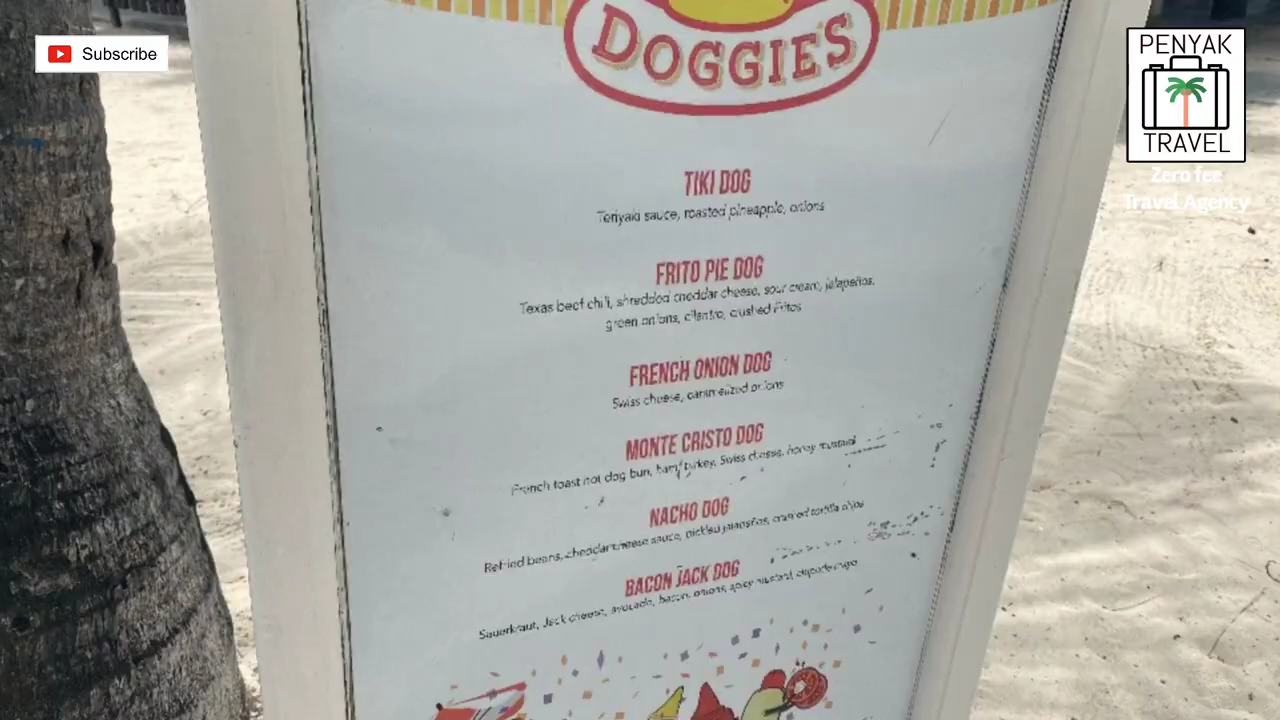 Subscribe
PENYAK
TRAVEL
Zero fee
Travel Agency
DOGGIE'S
TIKI DOG
Teriyaki sauce, roasted pineapple, onions
FRITO PIE DOG
Texas beef chili, shredded cheddar cheese, sour cream, jalapeños,
green onions, cilantro, crushed Fritos
FRENCH ONION DOG
Swiss cheese, caramelized onions
MONTE CRISTO DOG
French toast hot dog bun, ham/turkey, Swiss cheese, honey mustard
NACHO DOG
Refried beans, cheddar cheese sauce, pickled jalapeños, crushed tortilla chips
BACON JACK DOG
Sauerkraut, Jack cheese, avocado, bacon, onions, spicy mustard, chipotle mayo